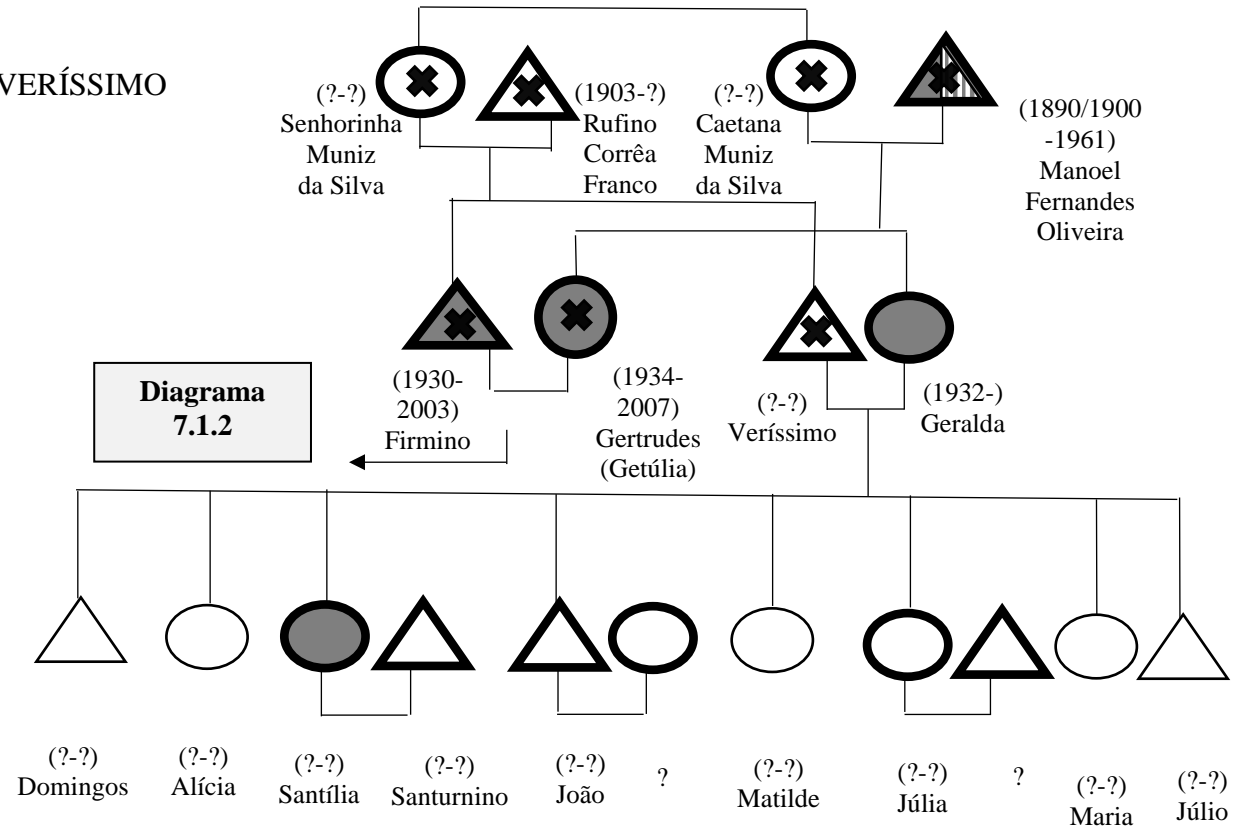 VERÍSSIMO
(?-?)
Senhorinha
Muniz
da Silva
(1903-?)
Rufino
Corrêa
Franco
(?-?)
Caetana
Muniz
da Silva
(1890/1900
-1961)
Manoel
Fernandes
Oliveira
Diagrama
7.1.2
(1930-
2003)
Firmino
(1934-
2007)
Gertrudes
(Getúlia)
(?-?)
Veríssimo
(1932-)
Geralda
(?-?)
Domingos
(?-?)
Alícia
(?-?)
Santília
(?-?)
Santurnino
(?-?)
João
?
(?-?)
Matilde
(?-?)
Júlia
?
(?-?)
Maria
(?-?)
Júlio